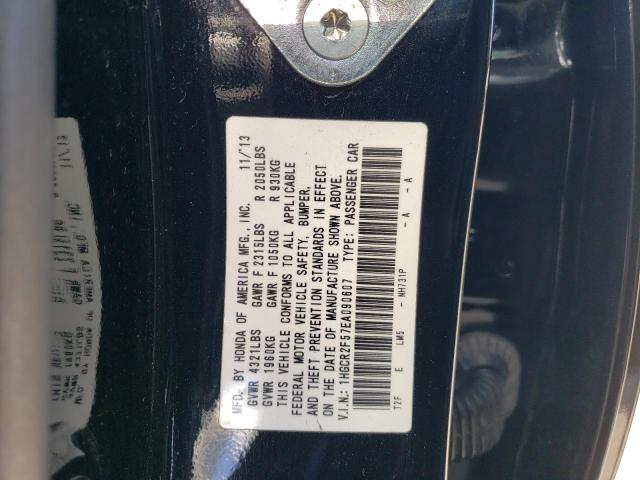 MFD. BY HONDA OF AMERICA MFG., INC. 11/'13
GVWR 4321LBS GAWR F 2315LBS R 2050LBS
GVWR 1960KG GAWR F 1050KG R 930KG
THIS VEHICLE CONFORMS TO ALL APPLICABLE
FEDERAL MOTOR VEHICLE SAFETY, BUMPER,
AND THEFT PREVENTION STANDARDS IN EFFECT
ON THE DATE OF MANUFACTURE SHOWN ABOVE.
V.I.N.: 1HGCR2F57EA090607 TYPE: PASSENGER CAR
T2F E LM5 NH731P - A - A